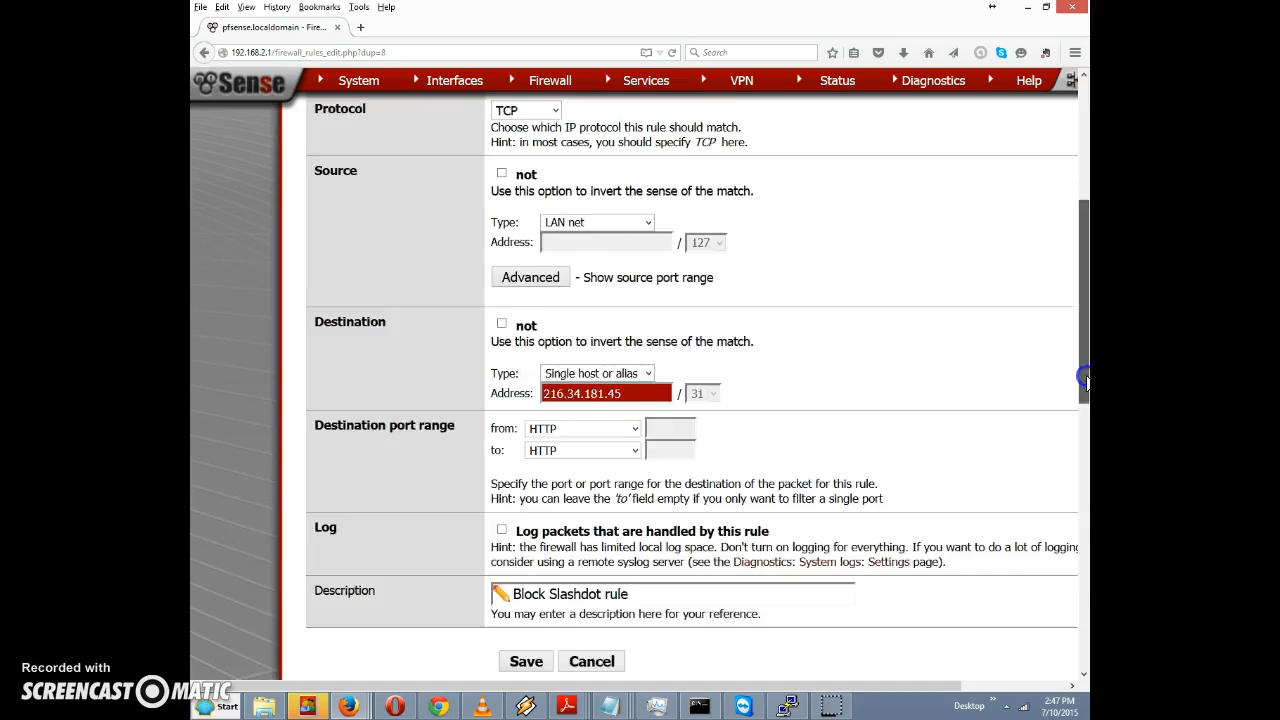 File Edit View History Bookmarks Tools Help
pfsense.localdomain - Fire... × +
192.168.2.1/firewall_rules_edit.php?dup=8 Search
Sense System Interfaces Firewall Services VPN Status Diagnostics Help
Protocol TCP
Choose which IP protocol this rule should match.
Hint: in most cases, you should specify TCP here.
Source not
Use this option to invert the sense of the match.
Type: LAN net
Address: / 127
Advanced - Show source port range
Destination not
Use this option to invert the sense of the match.
Type: Single host or alias
Address: 216.34.181.45 / 31
Destination port range from: HTTP
to: HTTP
Specify the port or port range for the destination of the packet for this rule.
Hint: you can leave the 'to' field empty if you only want to filter a single port
Log Log packets that are handled by this rule
Hint: the firewall has limited local log space. Don't turn on logging for everything. If you want to do a lot of logging
consider using a remote syslog server (see the Diagnostics: System logs: Settings page).
Description Block Slashdot rule
You may enter a description here for your reference.
Save Cancel
Recorded with
SCREENCAST MATIC
Start Desktop » 2:47 PM
7/10/2015